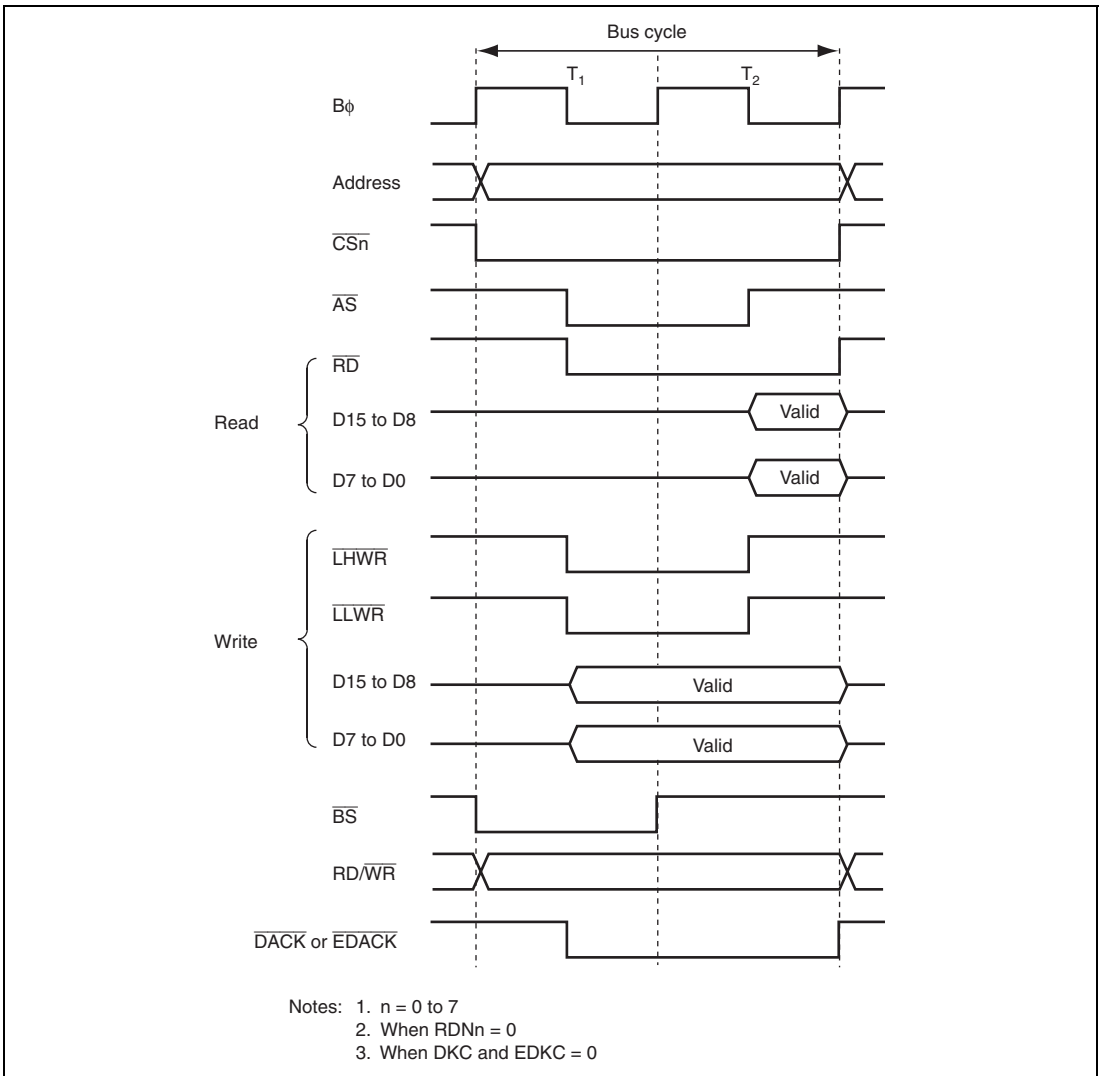 Bus cycle
T1 T2
Bφ
Address
CSn
AS
RD
Read
D15 to D8 Valid
D7 to D0 Valid
LHWR
LLWR
Write
D15 to D8 Valid
D7 to D0 Valid
BS
RD/WR
DACK or EDACK
Notes: 1. n = 0 to 7
2. When RDNn = 0
3. When DKC and EDKC = 0